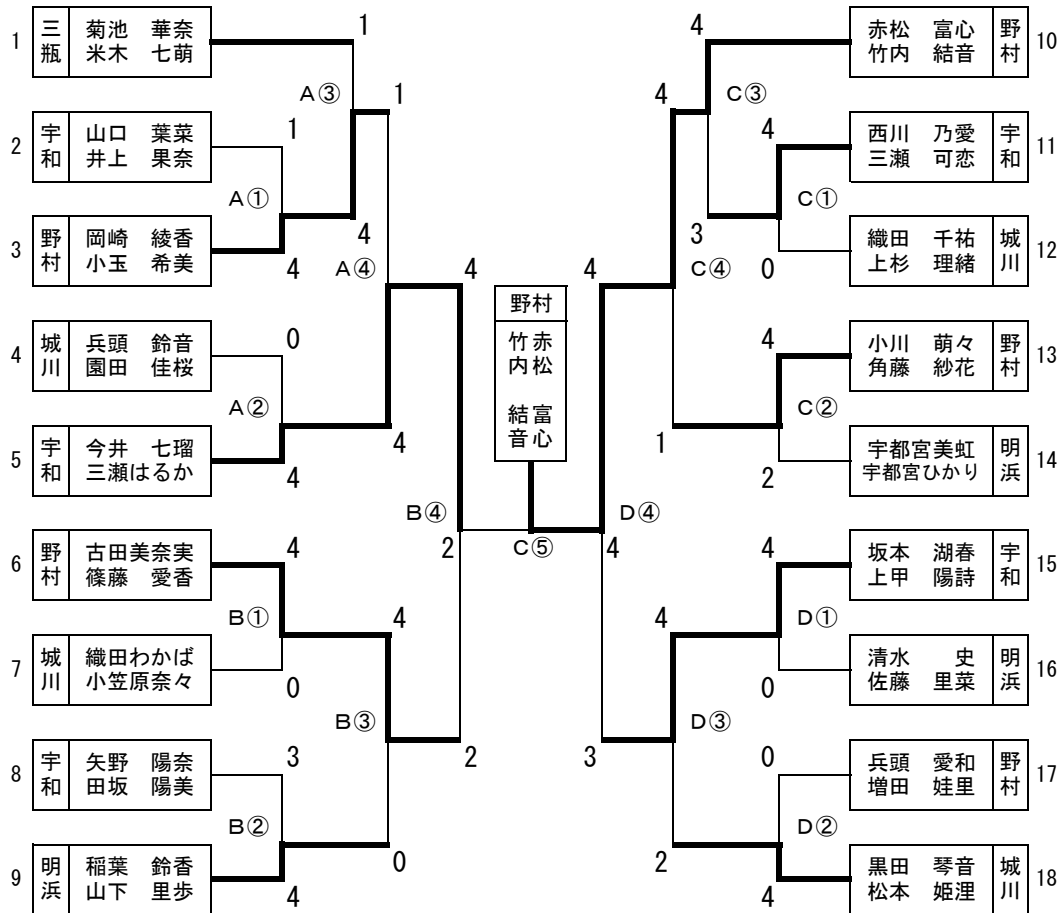 1 三瓶 菊池 華奈
米木 七萌
2 宇和 山口 葉菜
井上 果奈
3 野村 岡崎 綾香
小玉 希美
4 城川 兵頭 鈴音
園田 佳桜
5 宇和 今井 七瑠
三瀬はるか
6 野村 古田美奈実
篠藤 愛香
7 城川 織田わかば
小笠原奈々
8 宇和 矢野 陽奈
田坂 陽美
9 明浜 稲葉 鈴香
山下 里歩
1
A③
1
1
A①
4
4
A④
0
A②
4
4
4
B④
2
4
B①
0
4
B③
3
B②
4
0
2
野村
赤松 富心
竹内 結音
C⑤
4
4
C③
4
4
C①
3
0
C④
4
4
C②
1
2
D④
4
4
D①
4
0
D③
3
0
D②
2
4
赤松 富心 野村 10
竹内 結音
西川 乃愛 宇和 11
三瀬 可恋
織田 千祐 城川 12
上杉 理緒
小川 萌々 野村 13
角藤 紗花
宇都宮美虹 明浜 14
宇都宮ひかり
坂本 湖春 宇和 15
上甲 陽詩
清水 史 明浜 16
佐藤 里菜
兵頭 愛和 野村 17
増田 娃里
黒田 琴音 城川 18
松本 姫浬